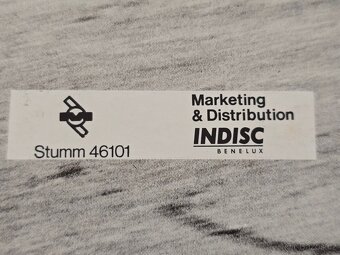 Stumm 46101
Marketing
& Distribution
INDISC
BENELUX